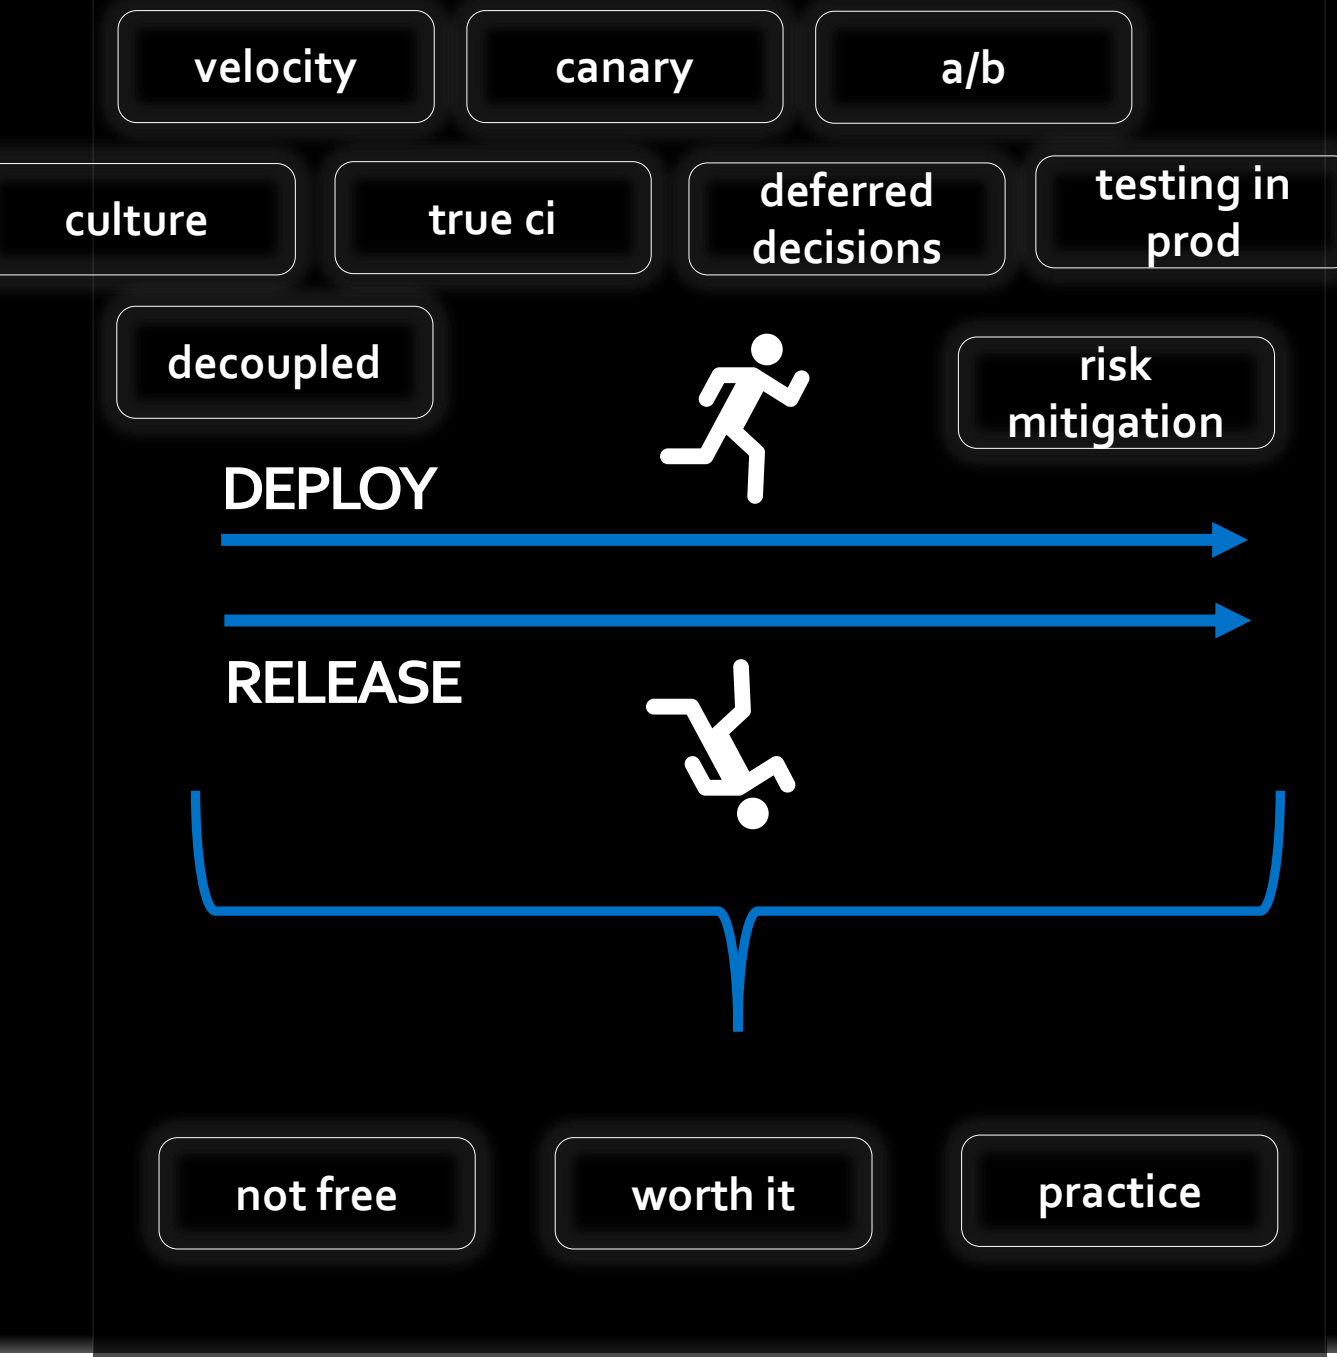 velocity
canary
a/b
culture
true ci
deferred
decisions
testing in
prod
decoupled
risk
mitigation
DEPLOY
RELEASE
not free
worth it
practice